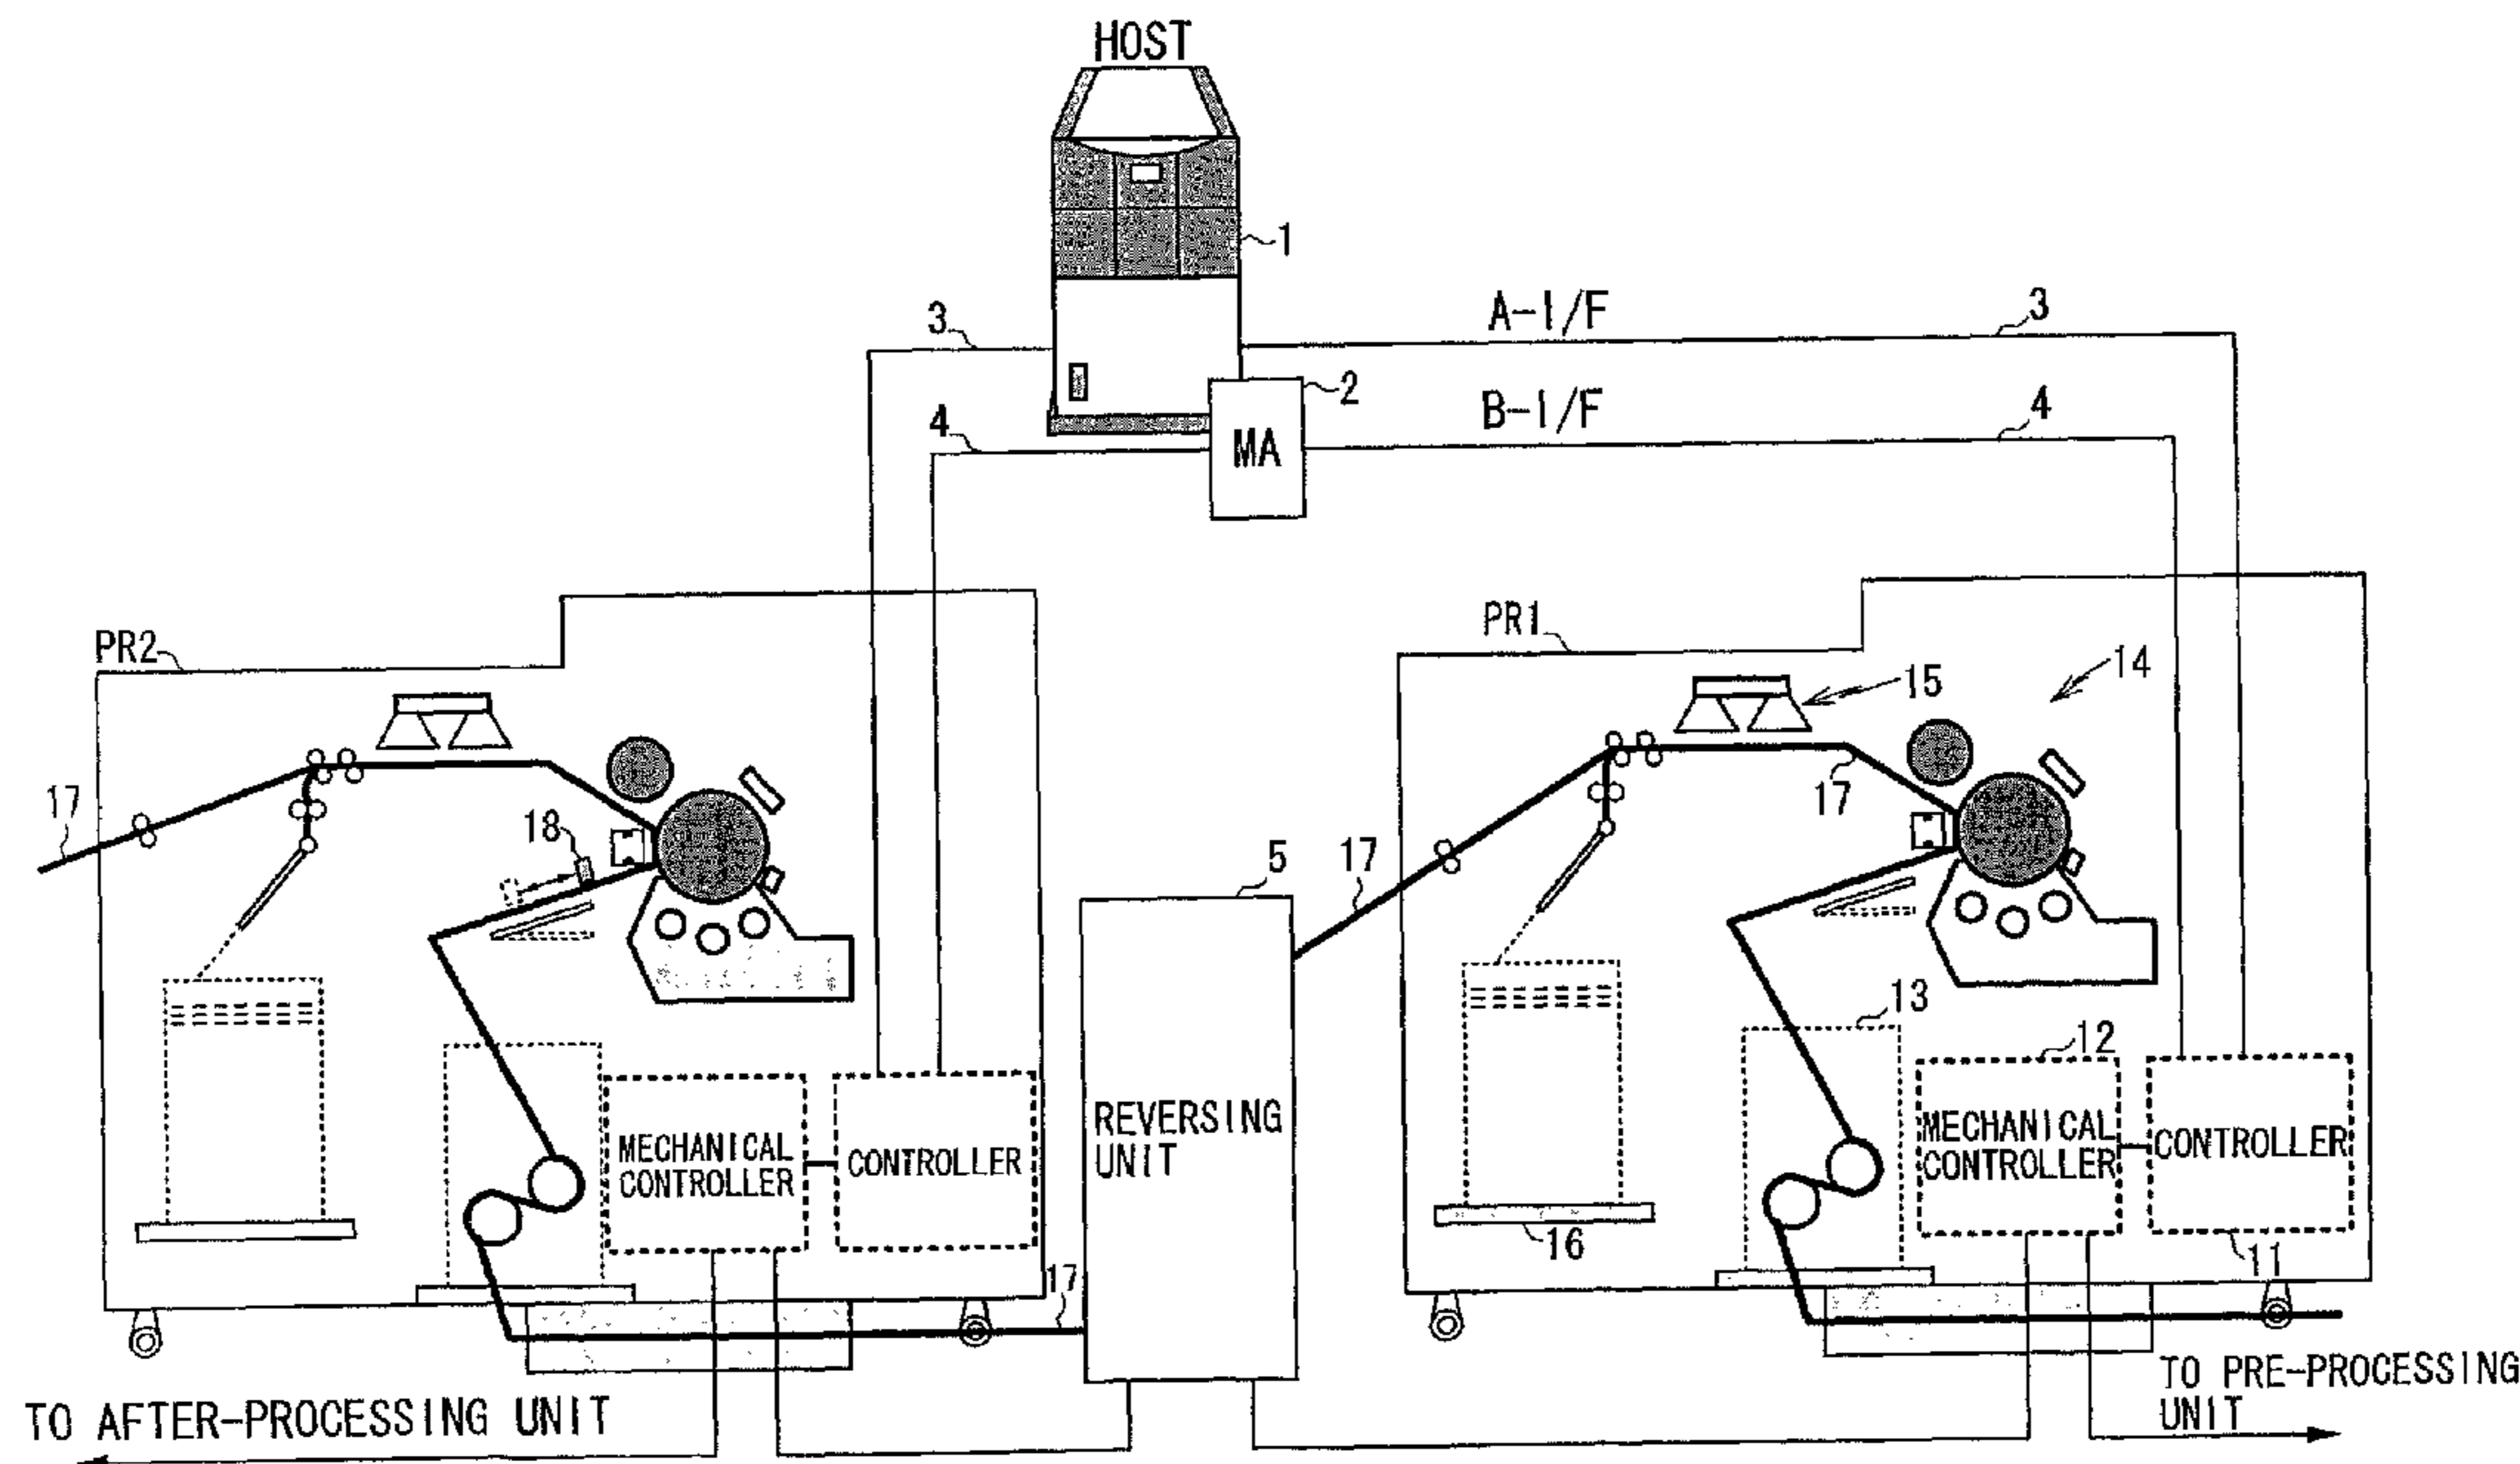 HOST
1
3
A-I/F
3
2
4
MA
B-I/F
4
PR2
PR1
15
14
17
17
18
17
5
13
12
REVERSING
UNIT
MECHANICAL
CONTROLLER
CONTROLLER
MECHANICAL
CONTROLLER
CONTROLLER
16
11
17
TO AFTER-PROCESSING UNIT
TO PRE-PROCESSING
UNIT